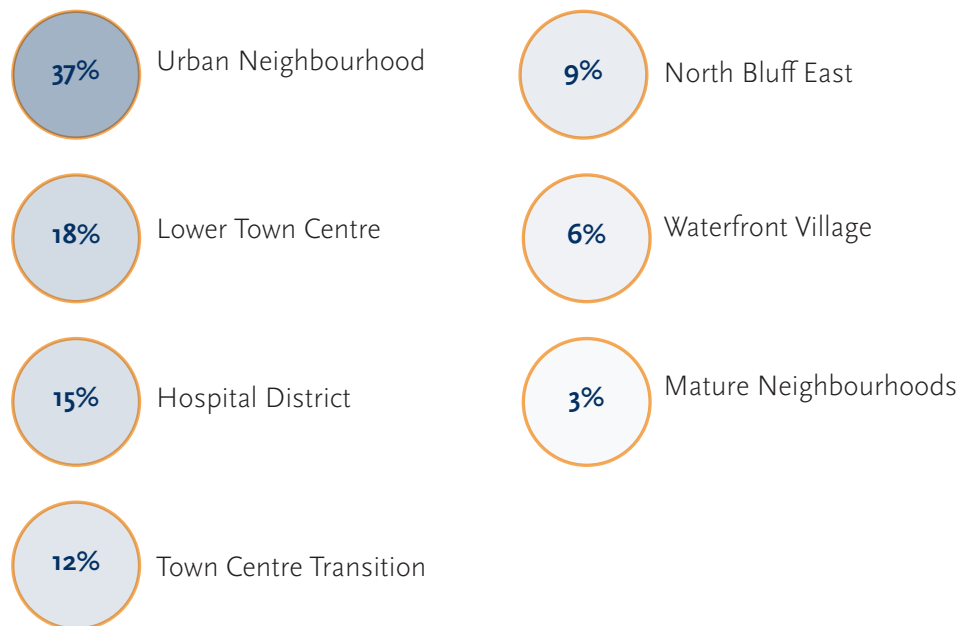 37%
Urban Neighbourhood
18%
Lower Town Centre
15%
Hospital District
12%
Town Centre Transition
9%
North Bluff East
6%
Waterfront Village
3%
Mature Neighbourhoods